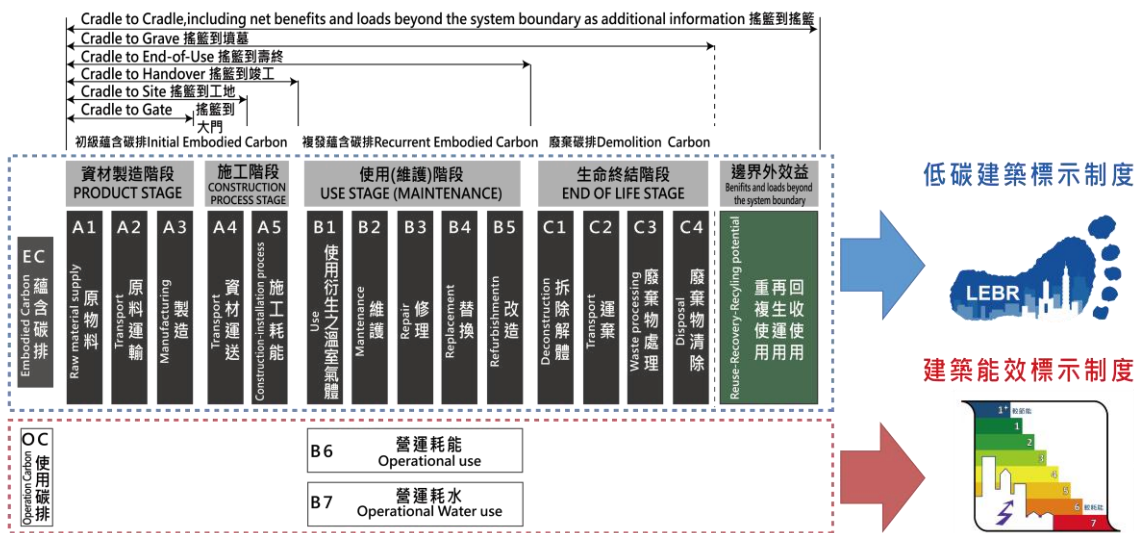 Cradle to Cradle,including net benefits and loads beyond the system boundary as additional information 搖籃到搖籃
Cradle to Grave 搖籃到墳墓
Cradle to End-of-Use 搖籃到壽終
Cradle to Handover 搖籃到竣工
Cradle to Site 搖籃到工地
Cradle to Gate 搖籃到
大門
初級蘊含碳排Initial Embodied Carbon
複發蘊含碳排Recurrent Embodied Carbon
廢棄碳排Demolition Carbon
資材製造階段
PRODUCT STAGE
施工階段
CONSTRUCTION
PROCESS STAGE
使用(維護)階段
USE STAGE (MAINTENANCE)
生命終結階段
END OF LIFE STAGE
邊界外效益
Benifits and loads beyond
the system boundary
EC 蘊含碳排
Embodied Carbon
A1 原物料
Raw material supply
A2 原料運輸
Transport
A3 製造
Manufacturing
A4 資材運送
Transport
A5 施工耗能
Construction-installation process
B1 使用衍生之溫室氣體
Use
B2 維護
Mantenance
B3 修理
Repair
B4 替換
Replacement
B5 改造
Refurbishmentn
C1 拆除解體
Deconstruction
C2 運棄
Transport
C3 廢棄物處理
Waste processing
C4 廢棄物清除
Disposal
重複使用
再生運用
回收使用
Reuse-Recovery-Recyling potential
OC 使用碳排
Operation Carbon
B6 營運耗能
Operational use
B7 營運耗水
Operational Water use
低碳建築標示制度
LEBR
建築能效標示制度
1+ 較節能
1
2
3
4
5
6 較耗能
7